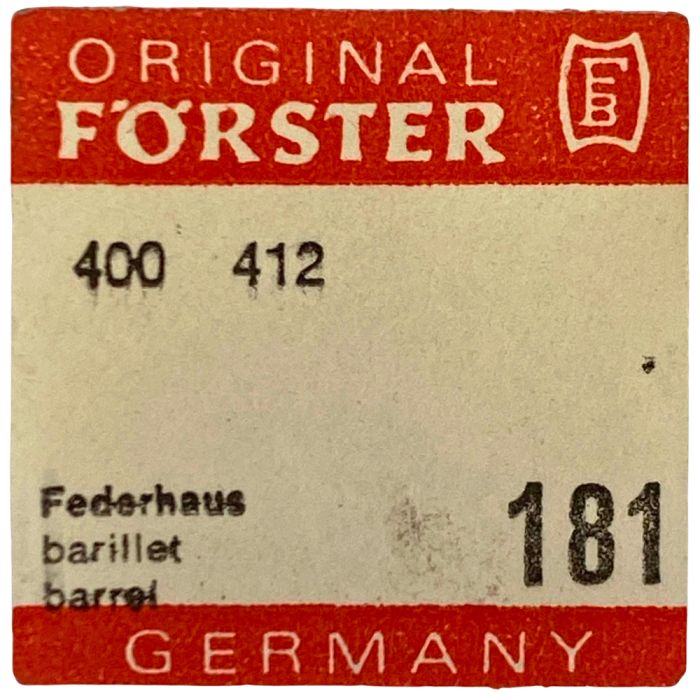 ORIGINAL
FÖRSTER
FB
400 412
Federhaus
barillet
barrel
181
GERMANY